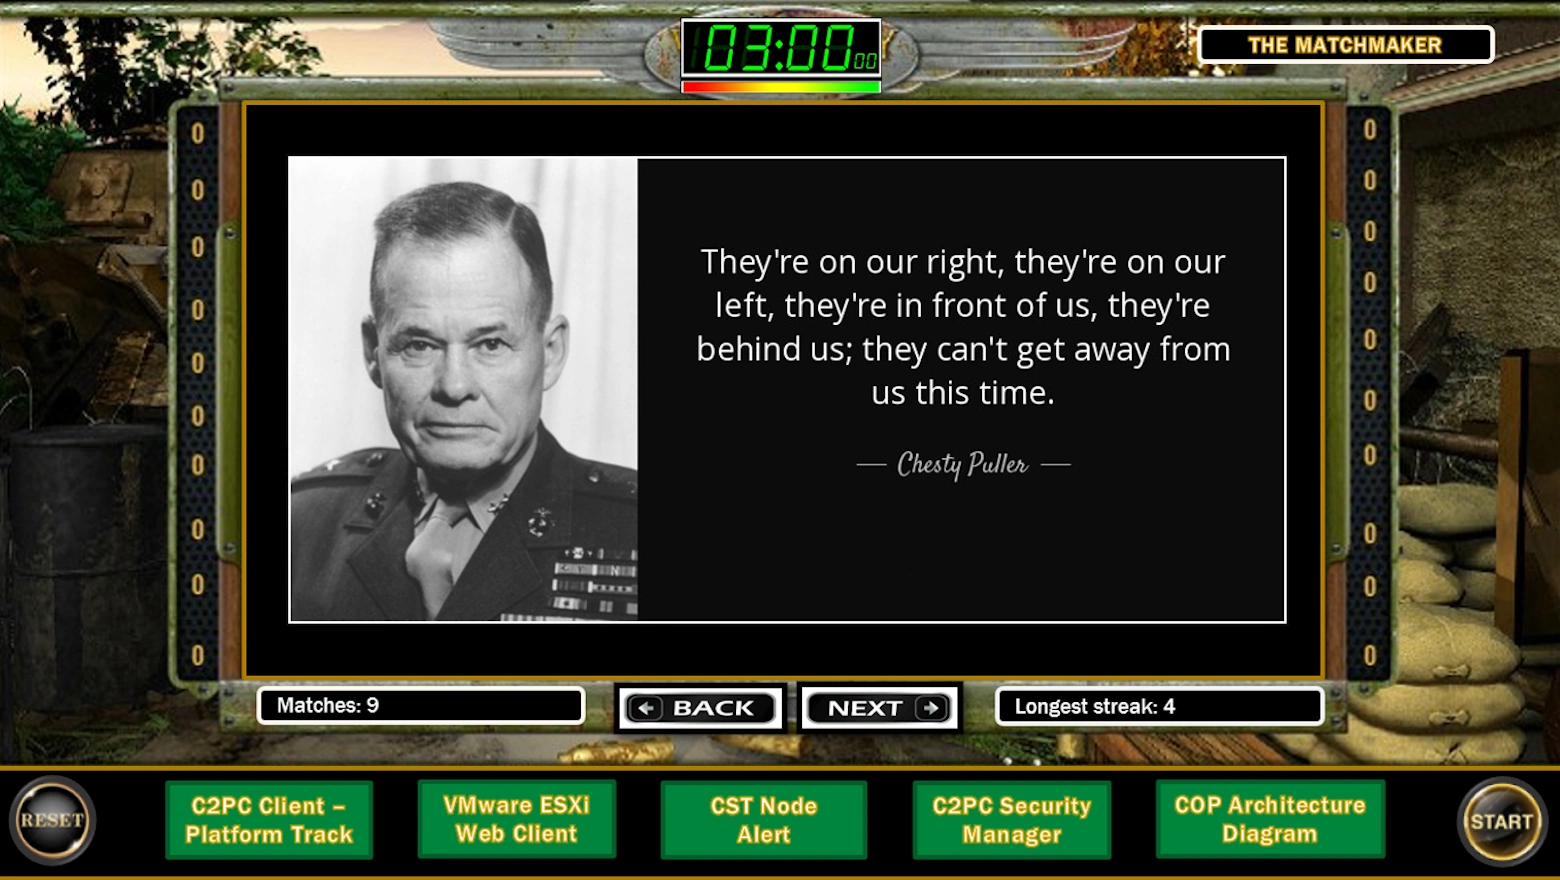 03:00 00
THE MATCHMAKER
0 0
0 0
0 0
0 0
0 0
0 0
0 0
0 0
0 0
0 0
They're on our right, they're on our
left, they're in front of us, they're
behind us; they can't get away from
us this time.
— Chesty Puller —
Matches: 9
BACK
NEXT
Longest streak: 4
RESET
C2PC Client –
Platform Track
VMware ESXi
Web Client
CST Node
Alert
C2PC Security
Manager
COP Architecture
Diagram
START